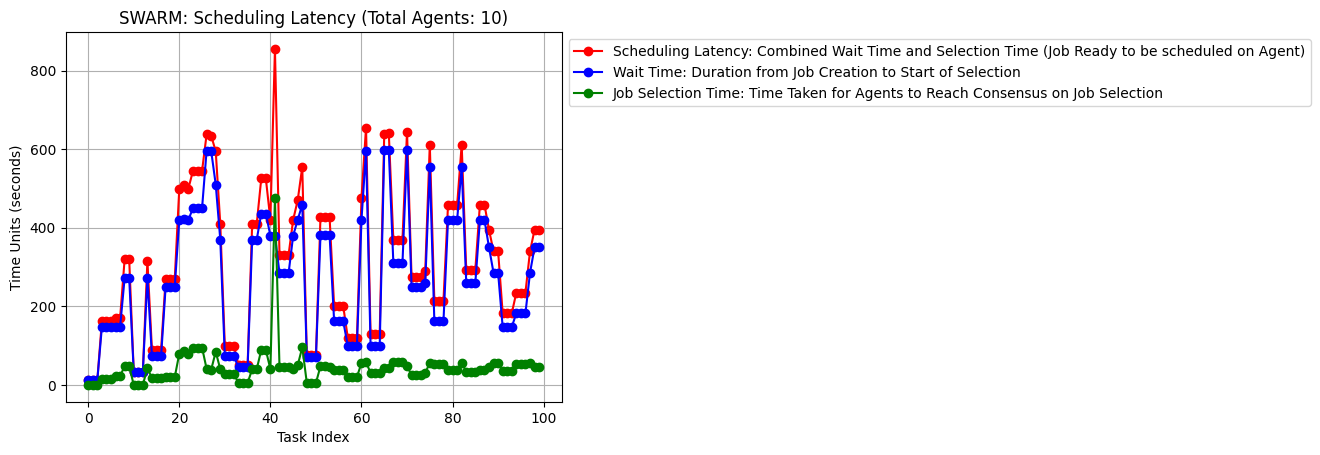 SWARM: Scheduling Latency (Total Agents: 10)
Scheduling Latency: Combined Wait Time and Selection Time (Job Ready to be scheduled on Agent)
Wait Time: Duration from Job Creation to Start of Selection
Job Selection Time: Time Taken for Agents to Reach Consensus on Job Selection
Time Units (seconds)
800
600
400
200
0
0 20 40 60 80 100
Task Index